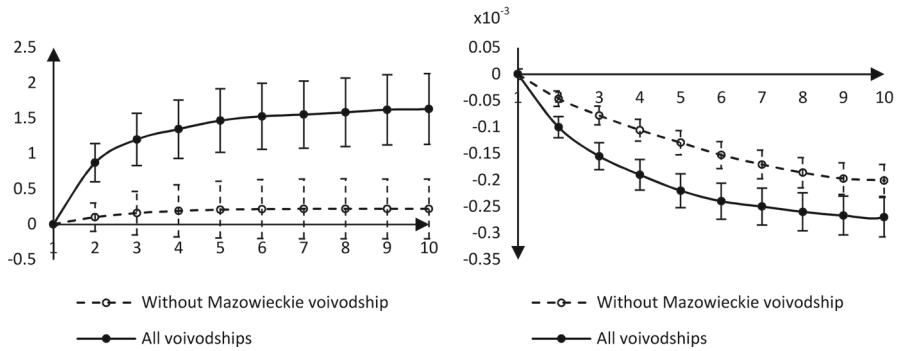 2.5
2
1.5
1
0.5
0
-0.5
1 2 3 4 5 6 7 8 9 10
Without Mazowieckie voivodship
All voivodships
x10⁻³
0.05
0
-0.05
-0.1
-0.15
-0.2
-0.25
-0.3
-0.35
1 2 3 4 5 6 7 8 9 10
Without Mazowieckie voivodship
All voivodships